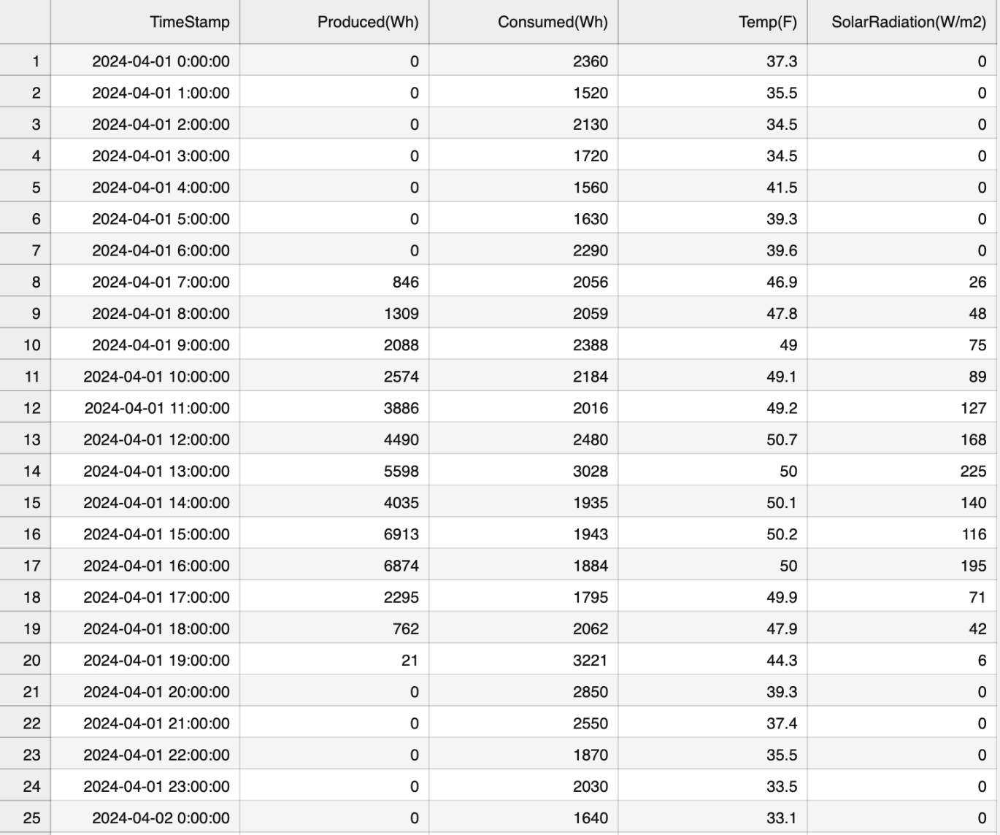 TimeStamp Produced(Wh) Consumed(Wh) Temp(F) SolarRadiation(W/m2)
1 2024-04-01 0:00:00 0 2360 37.3 0
2 2024-04-01 1:00:00 0 1520 35.5 0
3 2024-04-01 2:00:00 0 2130 34.5 0
4 2024-04-01 3:00:00 0 1720 34.5 0
5 2024-04-01 4:00:00 0 1560 41.5 0
6 2024-04-01 5:00:00 0 1630 39.3 0
7 2024-04-01 6:00:00 0 2290 39.6 0
8 2024-04-01 7:00:00 846 2056 46.9 26
9 2024-04-01 8:00:00 1309 2059 47.8 48
10 2024-04-01 9:00:00 2088 2388 49 75
11 2024-04-01 10:00:00 2574 2184 49.1 89
12 2024-04-01 11:00:00 3886 2016 49.2 127
13 2024-04-01 12:00:00 4490 2480 50.7 168
14 2024-04-01 13:00:00 5598 3028 50 225
15 2024-04-01 14:00:00 4035 1935 50.1 140
16 2024-04-01 15:00:00 6913 1943 50.2 116
17 2024-04-01 16:00:00 6874 1884 50 195
18 2024-04-01 17:00:00 2295 1795 49.9 71
19 2024-04-01 18:00:00 762 2062 47.9 42
20 2024-04-01 19:00:00 21 3221 44.3 6
21 2024-04-01 20:00:00 0 2850 39.3 0
22 2024-04-01 21:00:00 0 2550 37.4 0
23 2024-04-01 22:00:00 0 1870 35.5 0
24 2024-04-01 23:00:00 0 2030 33.5 0
25 2024-04-02 0:00:00 0 1640 33.1 0